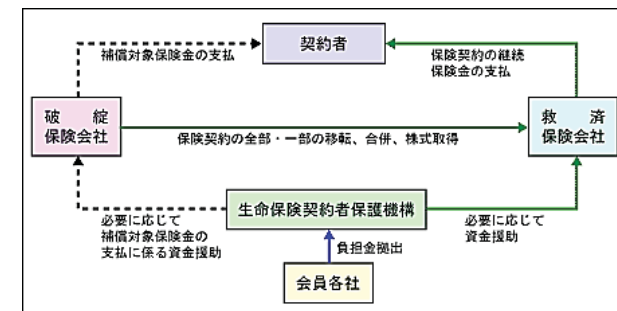 契約者
補償対象保険金の支払
保険契約の継続
保険金の支払
破　綻
保険会社
救　済
保険会社
保険契約の全部・一部の移転、合併、株式取得
生命保険契約者保護機構
必要に応じて
補償対象保険金の
支払に係る資金援助
必要に応じて
資金援助
負担金拠出
会員各社